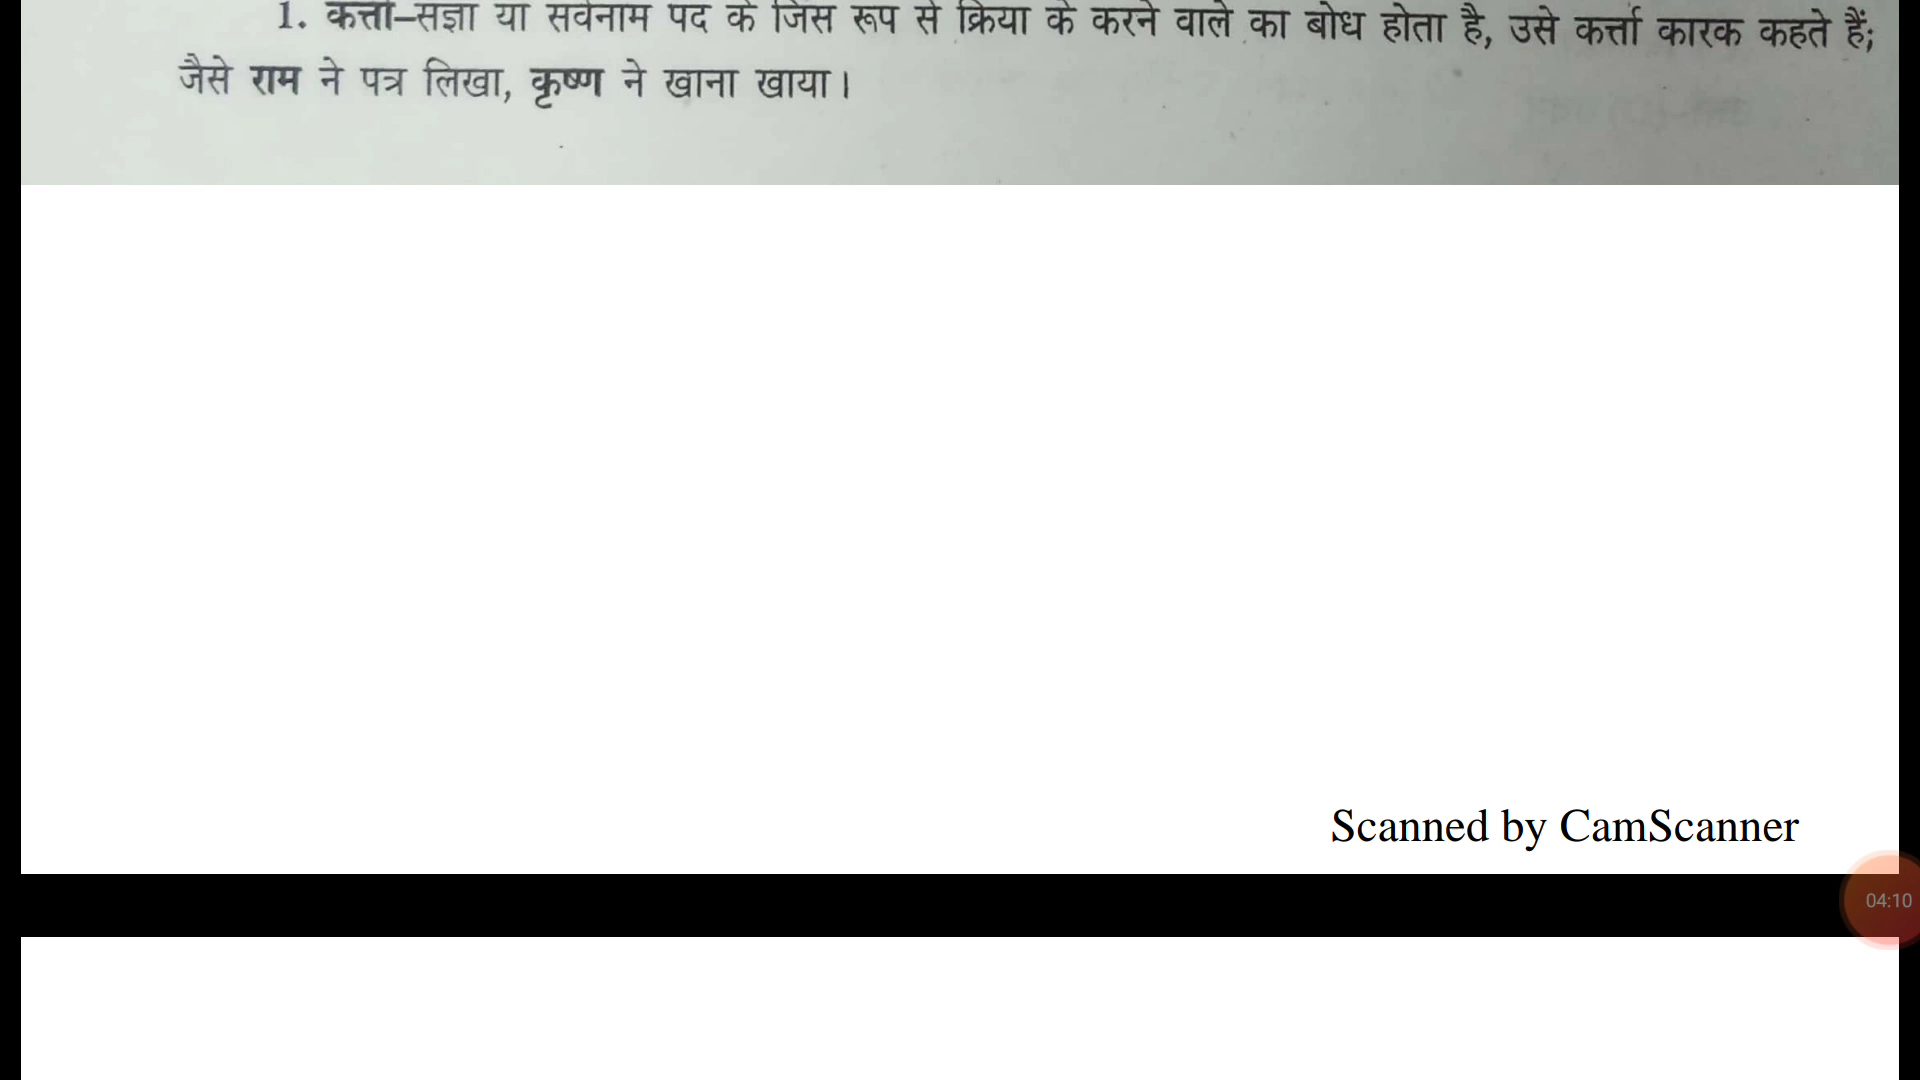 1. कर्त्ता–संज्ञा या सर्वनाम पद के जिस रूप से क्रिया के करने वाले का बोध होता है, उसे कर्त्ता कारक कहते हैं;
जैसे राम ने पत्र लिखा, कृष्ण ने खाना खाया।
Scanned by CamScanner
04:10